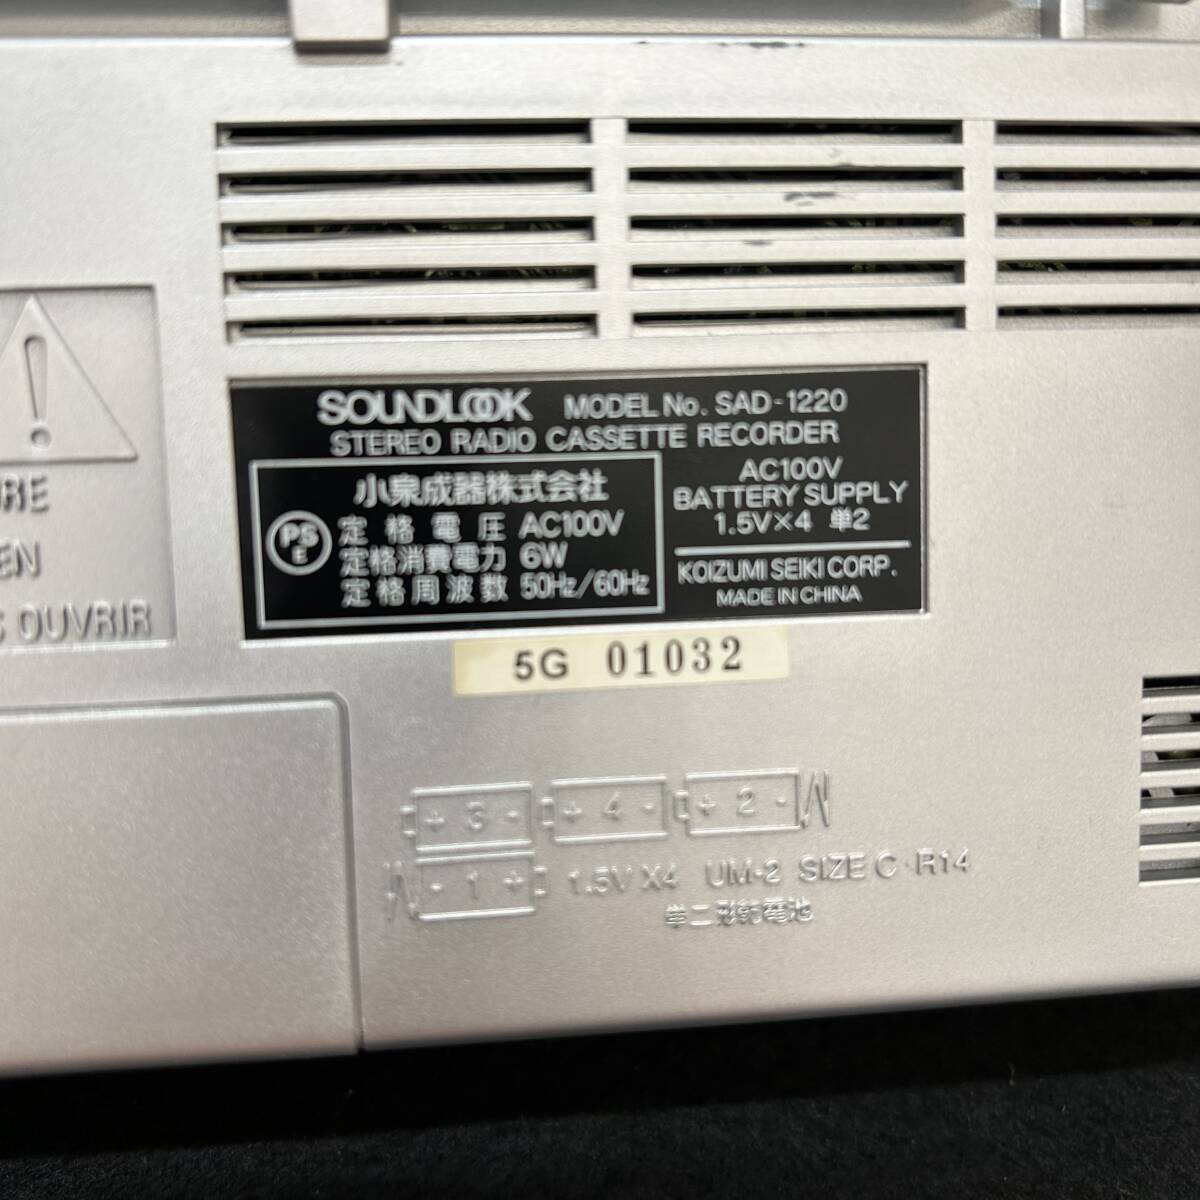 SOUNDLOOK MODEL No. SAD-1220
STEREO RADIO CASSETTE RECORDER
小泉成器株式会社
PS E
定格電圧 AC100V
定格消費電力 6W
定格周波数 50Hz/60Hz
AC100V
BATTERY SUPPLY
1.5V×4 単2
KOIZUMI SEIKI CORP.
MADE IN CHINA
5G 01032
OUVRIR
+ 3 - + 4 - + 2 -
- 1 + 1.5V X4 UM-2 SIZE C·R14
単二形乾電池